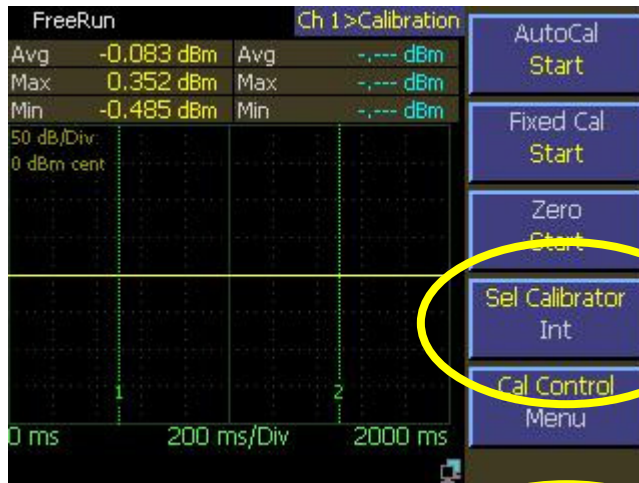 FreeRun
Ch 1>Calibration
Avg -0.083 dBm Avg -.--- dBm
Max 0.352 dBm Max -.--- dBm
Min -0.485 dBm Min -.--- dBm
50 dB/Div
0 dBm cent
1 2
0 ms 200 ms/Div 2000 ms
AutoCal
Start
Fixed Cal
Start
Zero
Start
Sel Calibrator
Int
Cal Control
Menu